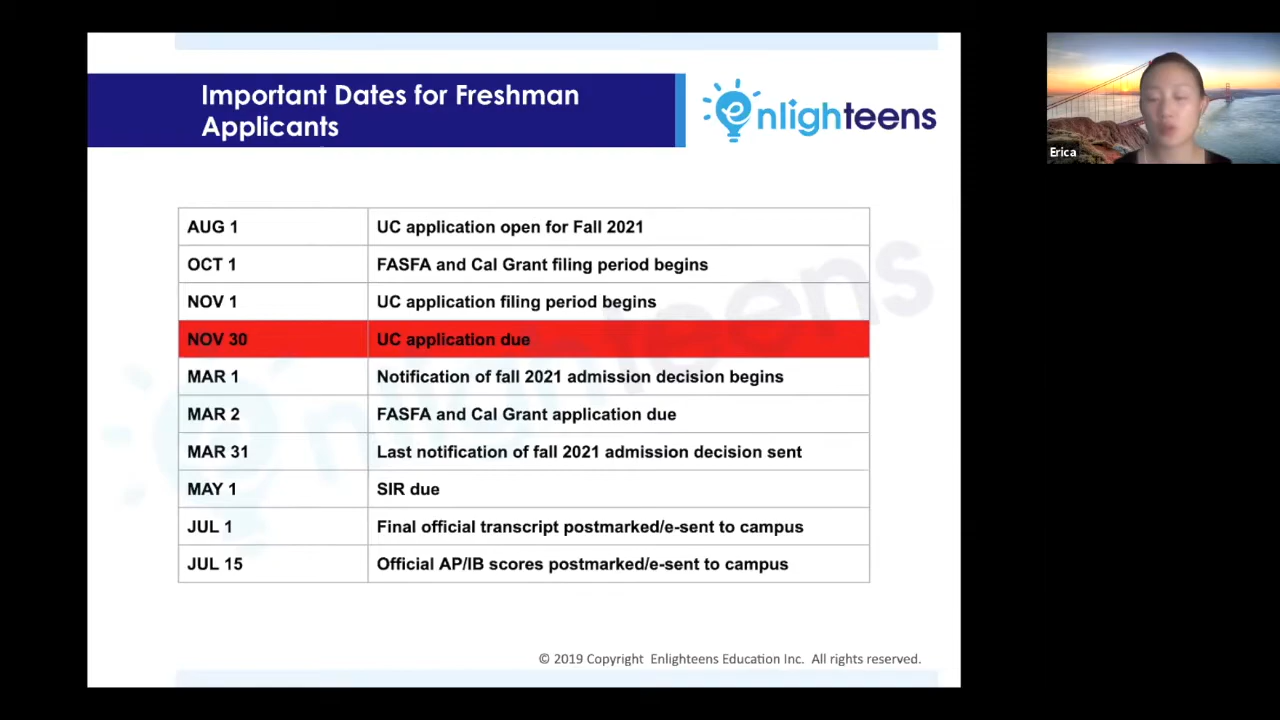 Important Dates for Freshman
Applicants
enlighteens
Erica
AUG 1 UC application open for Fall 2021
OCT 1 FASFA and Cal Grant filing period begins
NOV 1 UC application filing period begins
NOV 30 UC application due
MAR 1 Notification of fall 2021 admission decision begins
MAR 2 FASFA and Cal Grant application due
MAR 31 Last notification of fall 2021 admission decision sent
MAY 1 SIR due
JUL 1 Final official transcript postmarked/e-sent to campus
JUL 15 Official AP/IB scores postmarked/e-sent to campus
enlighteens
© 2019 Copyright Enlighteens Education Inc. All rights reserved.